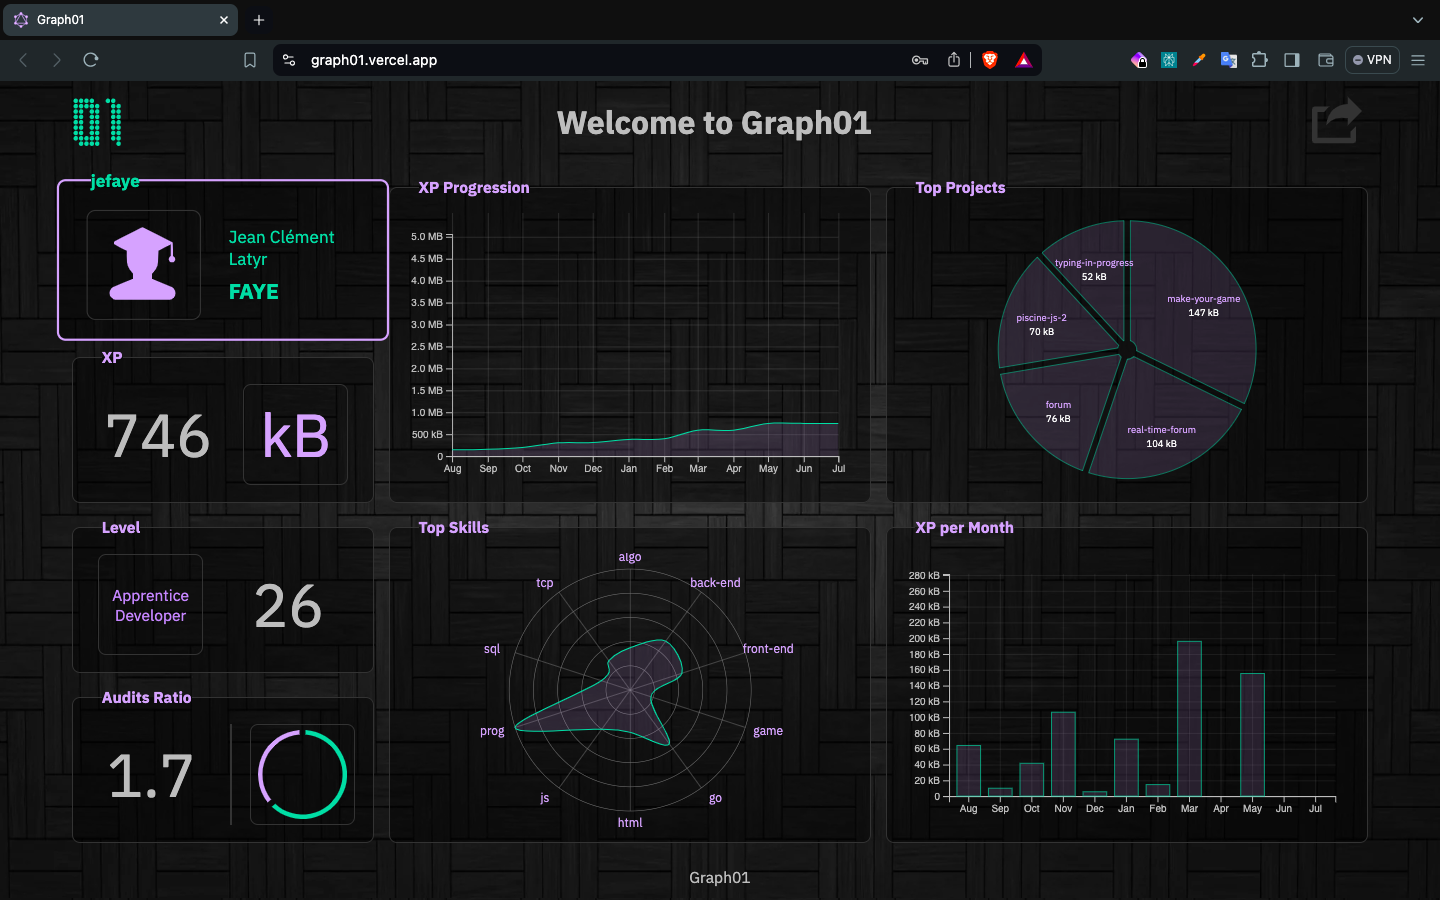 Graph01
graph01.vercel.app
VPN
01
Welcome to Graph01
jefaye
Jean Clément
Latyr
FAYE
XP
746
kB
Level
Apprentice
Developer
26
Audits Ratio
1.7
XP Progression
5.0 MB
4.5 MB
4.0 MB
3.5 MB
3.0 MB
2.5 MB
2.0 MB
1.5 MB
1.0 MB
500 kB
0
Aug Sep Oct Nov Dec Jan Feb Mar Apr May Jun Jul
Top Projects
typing-in-progress
52 kB
make-your-game
147 kB
piscine-js-2
70 kB
forum
76 kB
real-time-forum
104 kB
Top Skills
algo
tcp
back-end
sql
front-end
prog
game
js
go
html
XP per Month
280 kB
260 kB
240 kB
220 kB
200 kB
180 kB
160 kB
140 kB
120 kB
100 kB
80 kB
60 kB
40 kB
20 kB
0
Aug Sep Oct Nov Dec Jan Feb Mar Apr May Jun Jul
Graph01